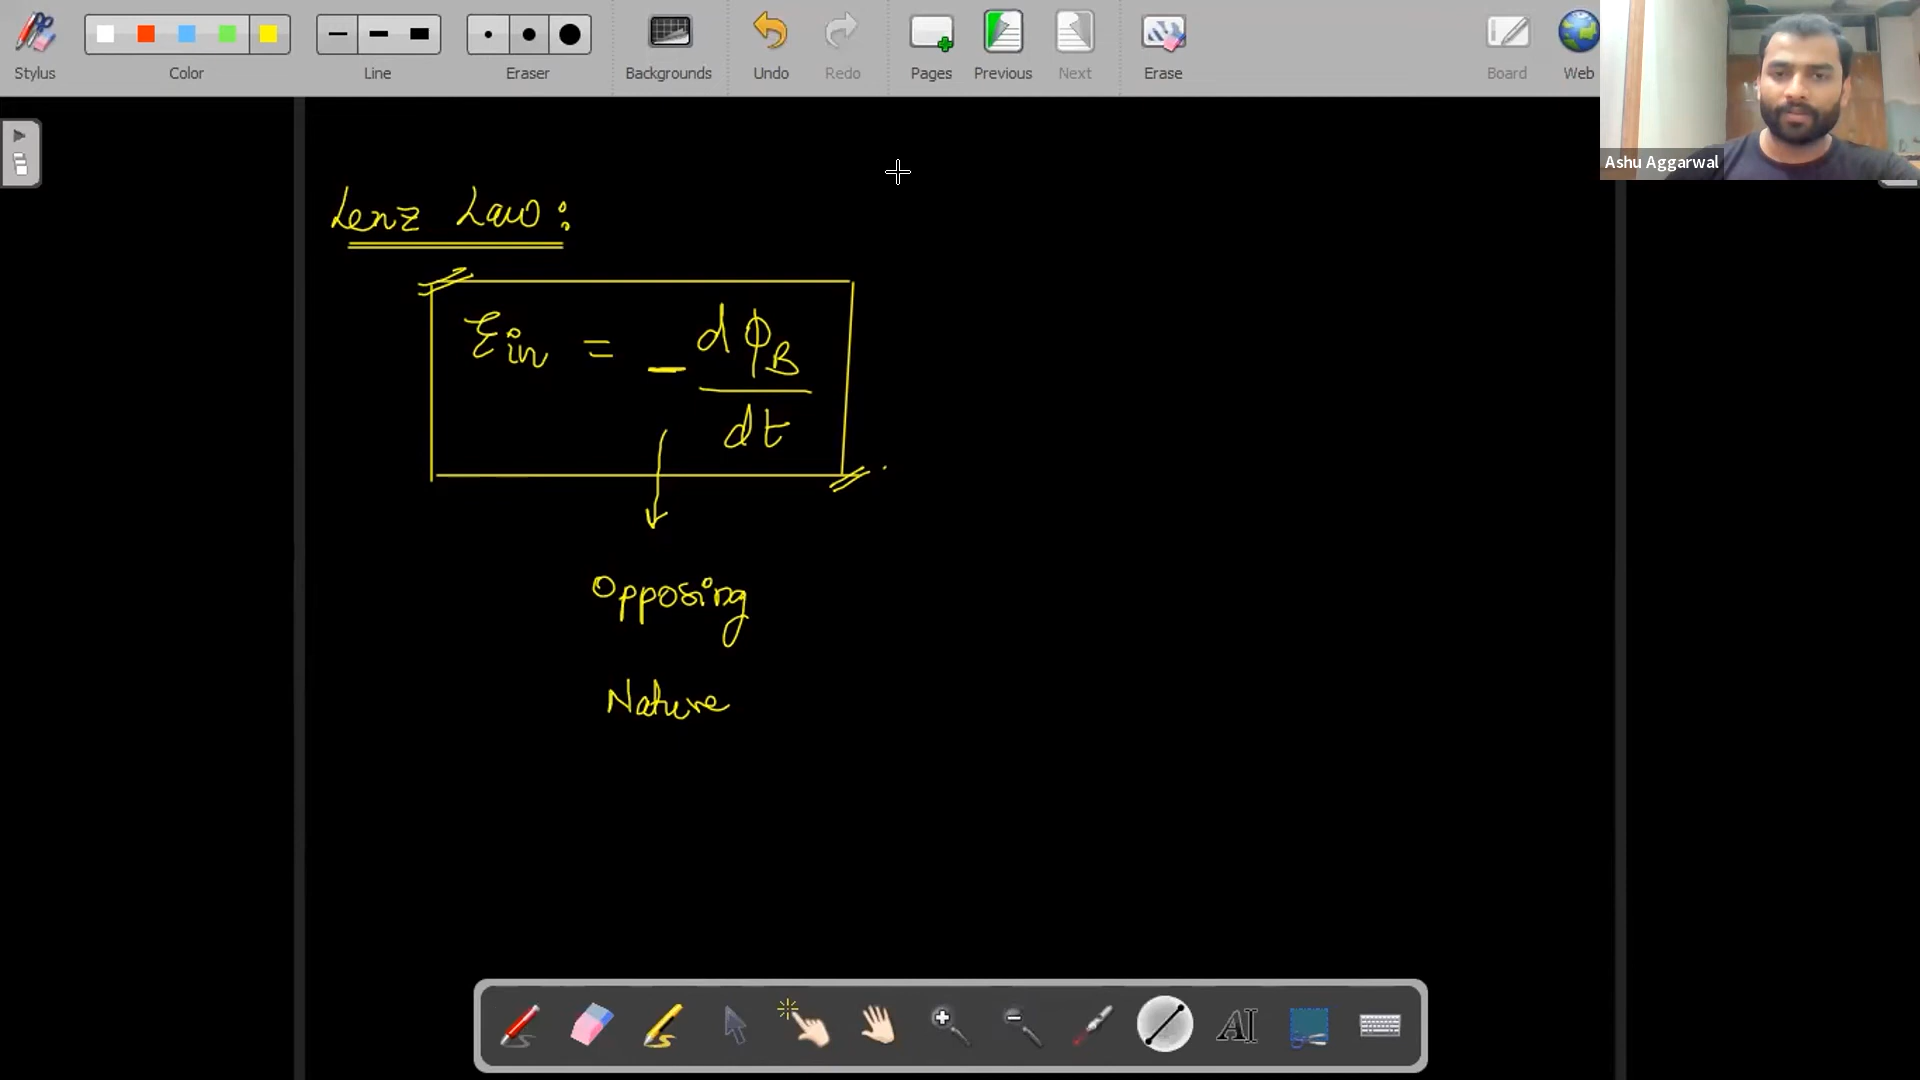 Stylus Color Line Eraser Backgrounds Undo Redo Pages Previous Next Erase Board Web
Ashu Aggarwal
Lenz Law:
Ɛin = - dϕB/dt
Opposing
Nature